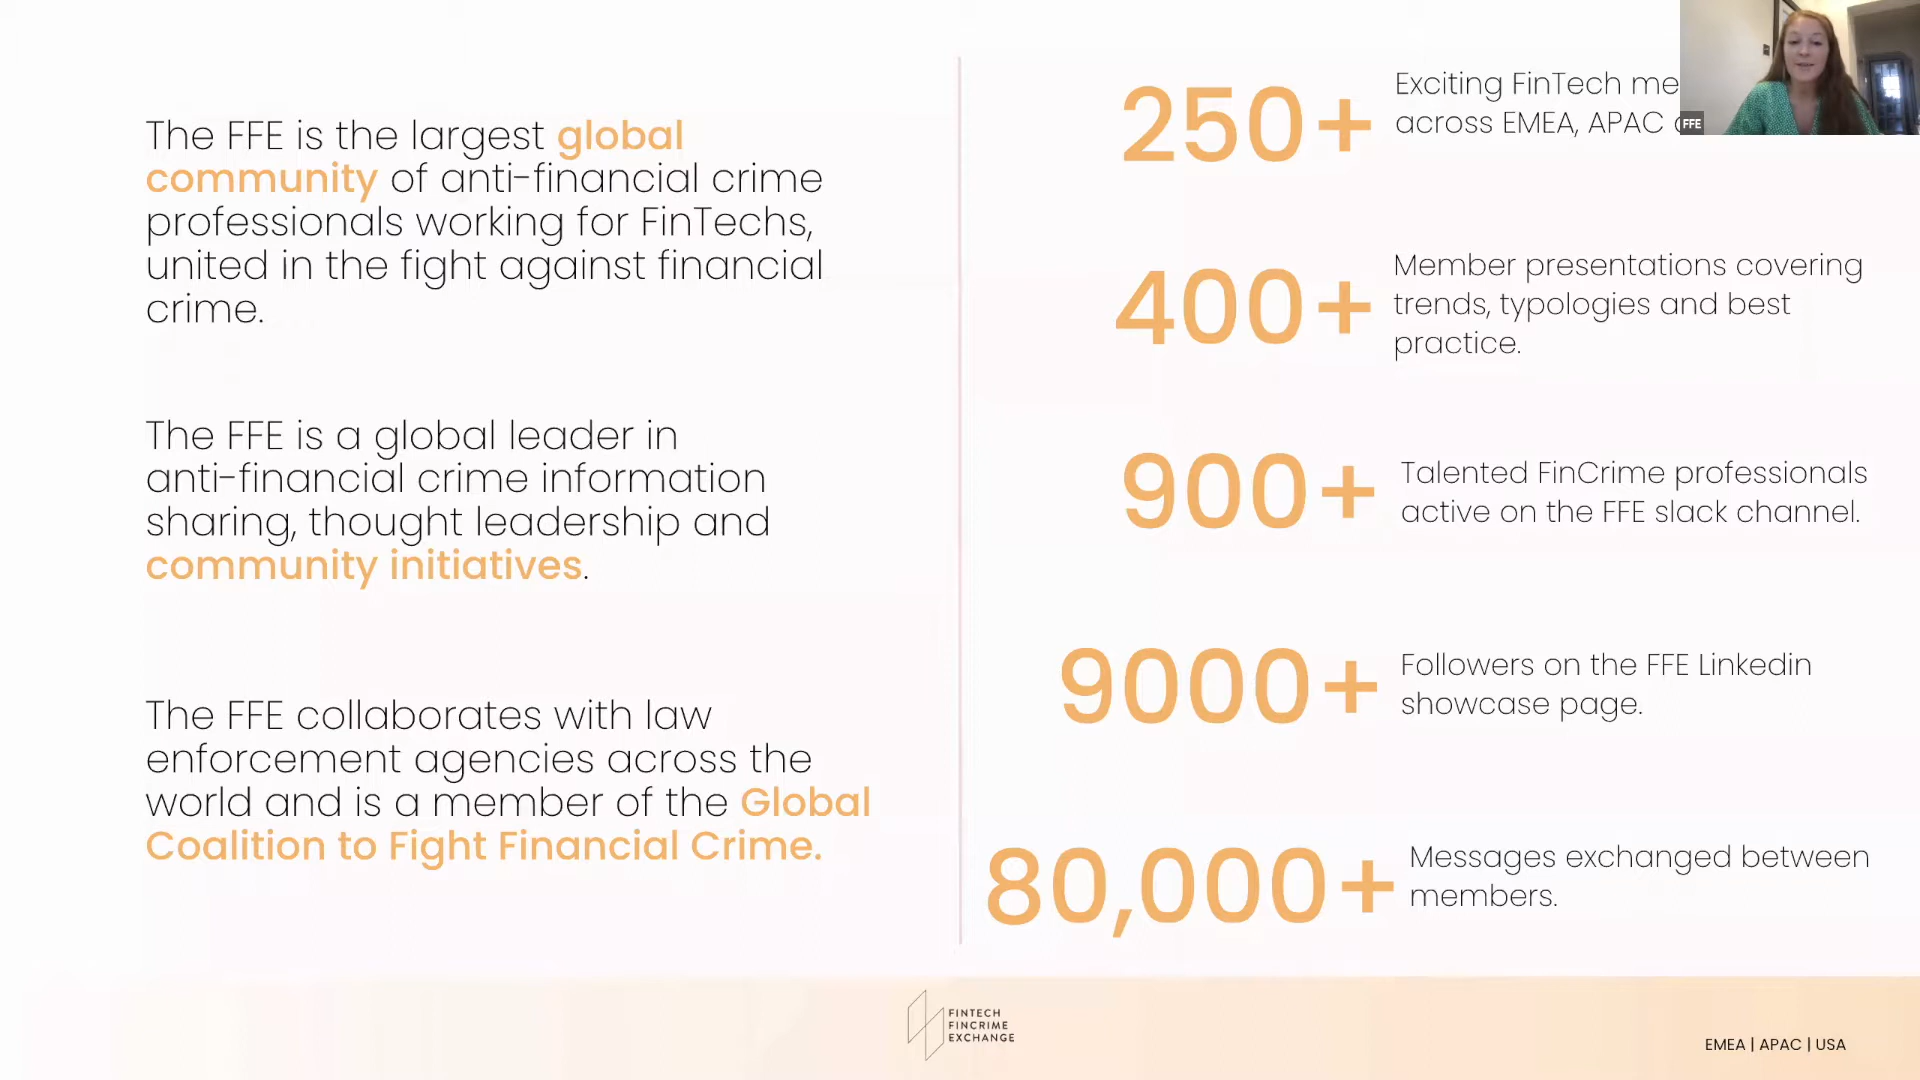 The FFE is the largest global
community of anti-financial crime
professionals working for FinTechs,
united in the fight against financial
crime.
The FFE is a global leader in
anti-financial crime information
sharing, thought leadership and
community initiatives.
The FFE collaborates with law
enforcement agencies across the
world and is a member of the Global
Coalition to Fight Financial Crime.
250+
Exciting FinTech
across EMEA, APAC
FFE
400+
Member presentations covering
trends, typologies and best
practice.
900+
Talented FinCrime professionals
active on the FFE slack channel.
9000+
Followers on the FFE Linkedin
showcase page.
80,000+
Messages exchanged between
members.
FINTECH
FINCRIME
EXCHANGE
EMEA | APAC | USA